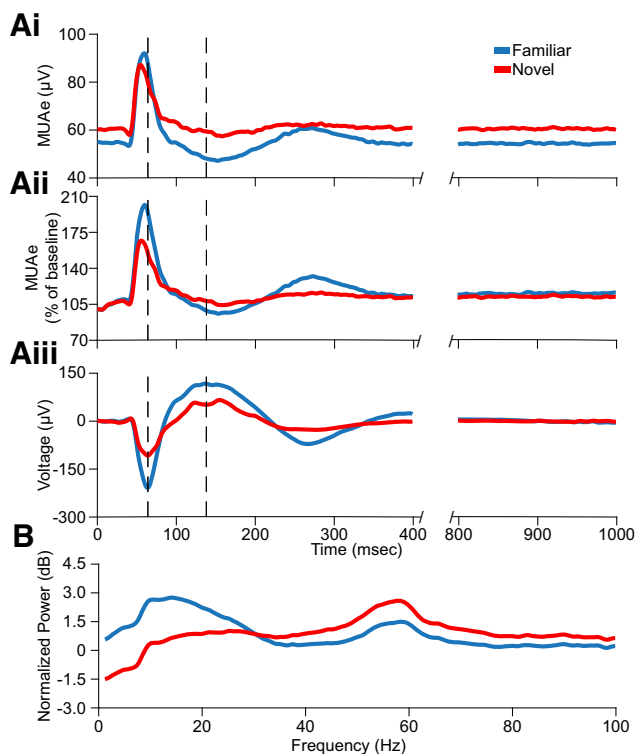 Ai
100
80
60
40
MUAe (µV)
Familiar
Novel
Aii
210
175
140
105
70
MUAe
(% of baseline)
Aiii
150
0
-150
-300
Voltage (µV)
0 100 200 300 400 800 900 1000
Time (msec)
B
4.5
3.0
1.5
0
-1.5
-3.0
Normalized Power (dB)
0 20 40 60 80 100
Frequency (Hz)